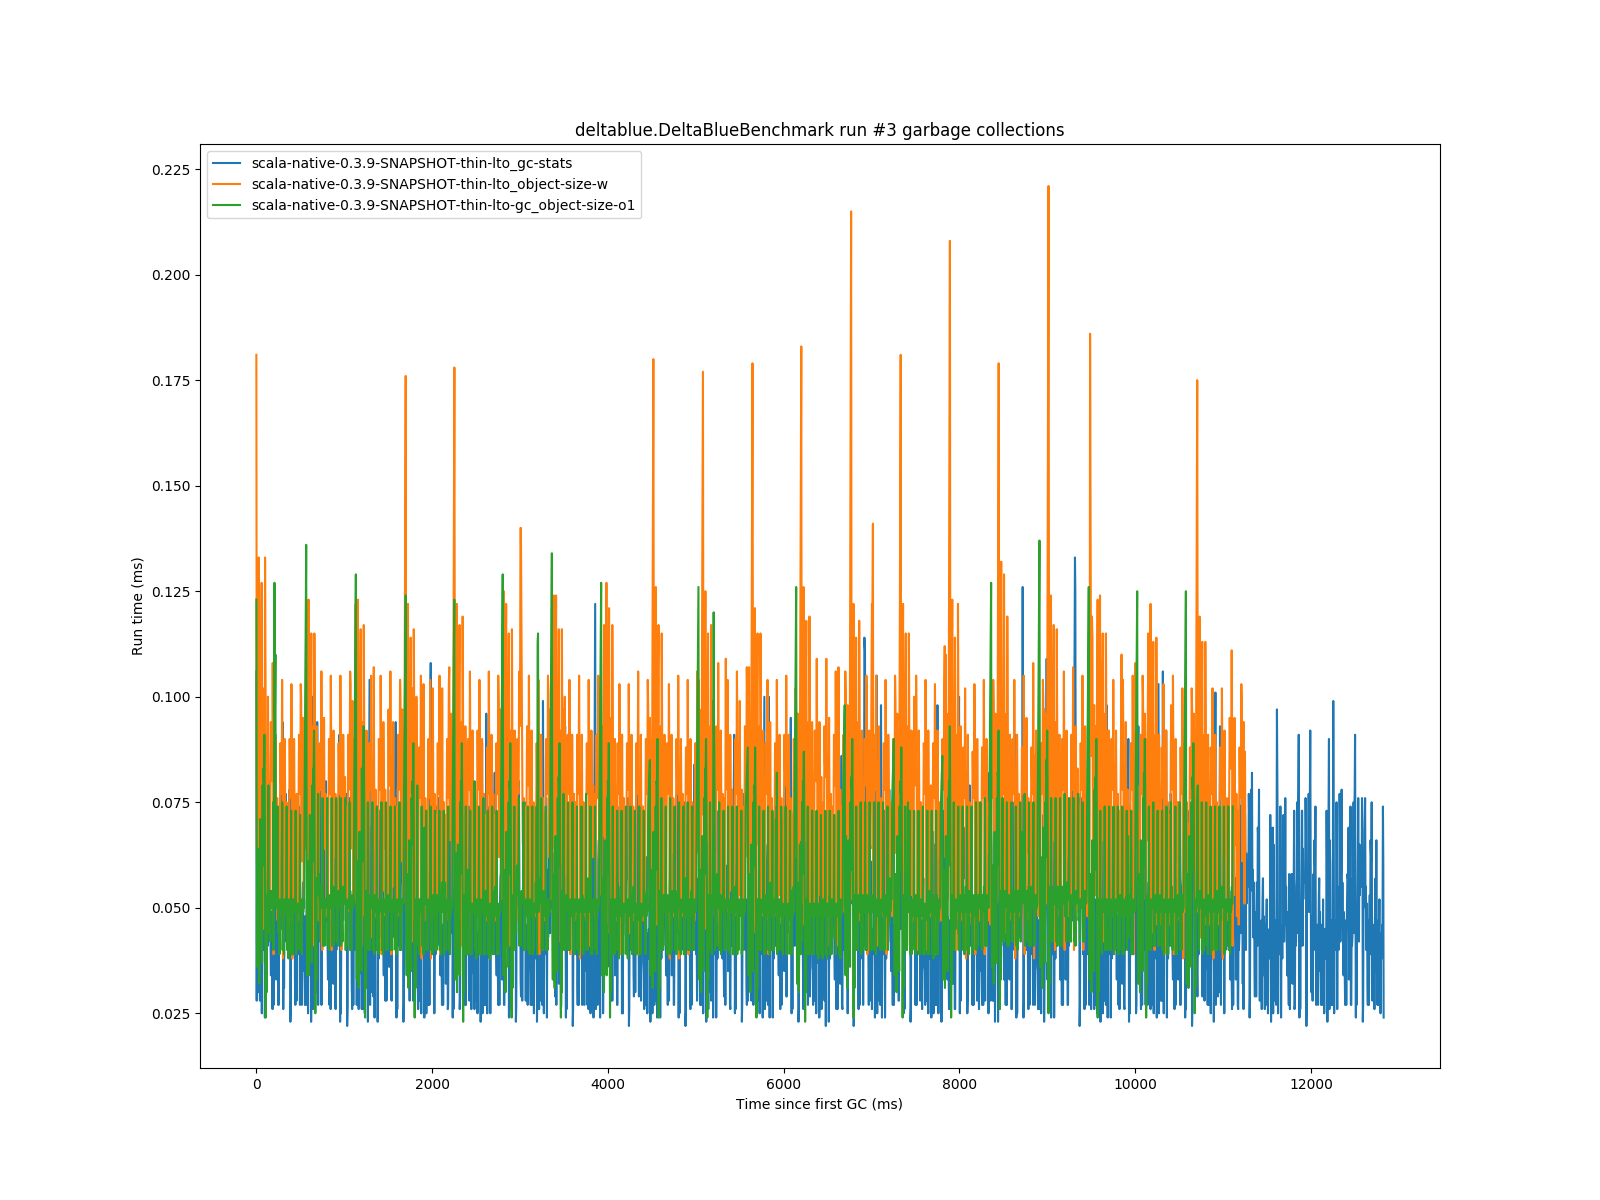 deltablue.DeltaBlueBenchmark run #3 garbage collections
scala-native-0.3.9-SNAPSHOT-thin-lto_gc-stats
scala-native-0.3.9-SNAPSHOT-thin-lto_object-size-w
scala-native-0.3.9-SNAPSHOT-thin-lto-gc_object-size-o1
0.225
0.200
0.175
0.150
0.125
0.100
0.075
0.050
0.025
Run time (ms)
0 2000 4000 6000 8000 10000 12000
Time since first GC (ms)